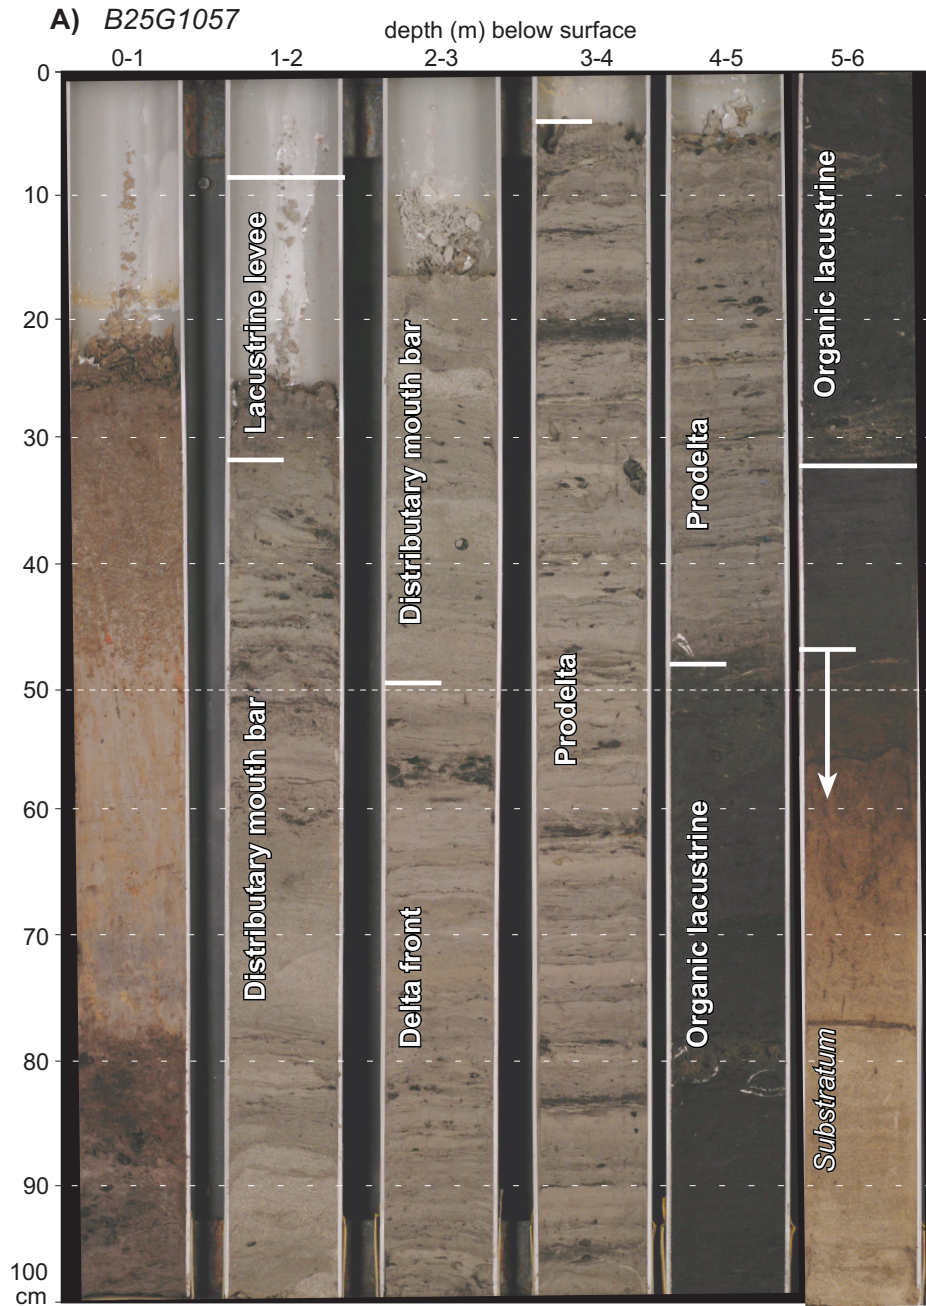 A) B25G1057
depth (m) below surface
0-1 1-2 2-3 3-4 4-5 5-6
0
10
20
30
40
50
60
70
80
90
100
cm
Lacustrine levee
Distributary mouth bar
Distributary mouth bar
Delta front
Prodelta
Prodelta
Organic lacustrine
Organic lacustrine
Substratum